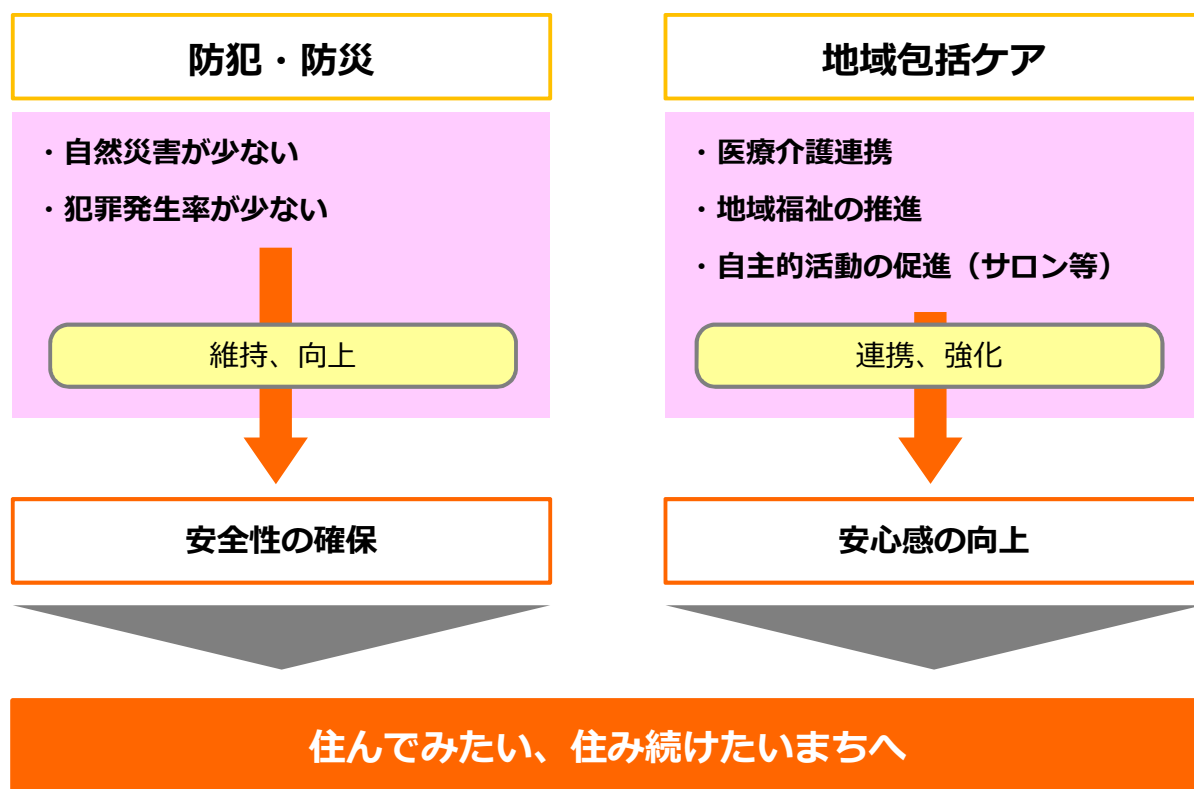 防犯・防災
・自然災害が少ない
・犯罪発生率が少ない
維持、向上
安全性の確保
地域包括ケア
・医療介護連携
・地域福祉の推進
・自主的活動の促進（サロン等）
連携、強化
安心感の向上
住んでみたい、住み続けたいまちへ